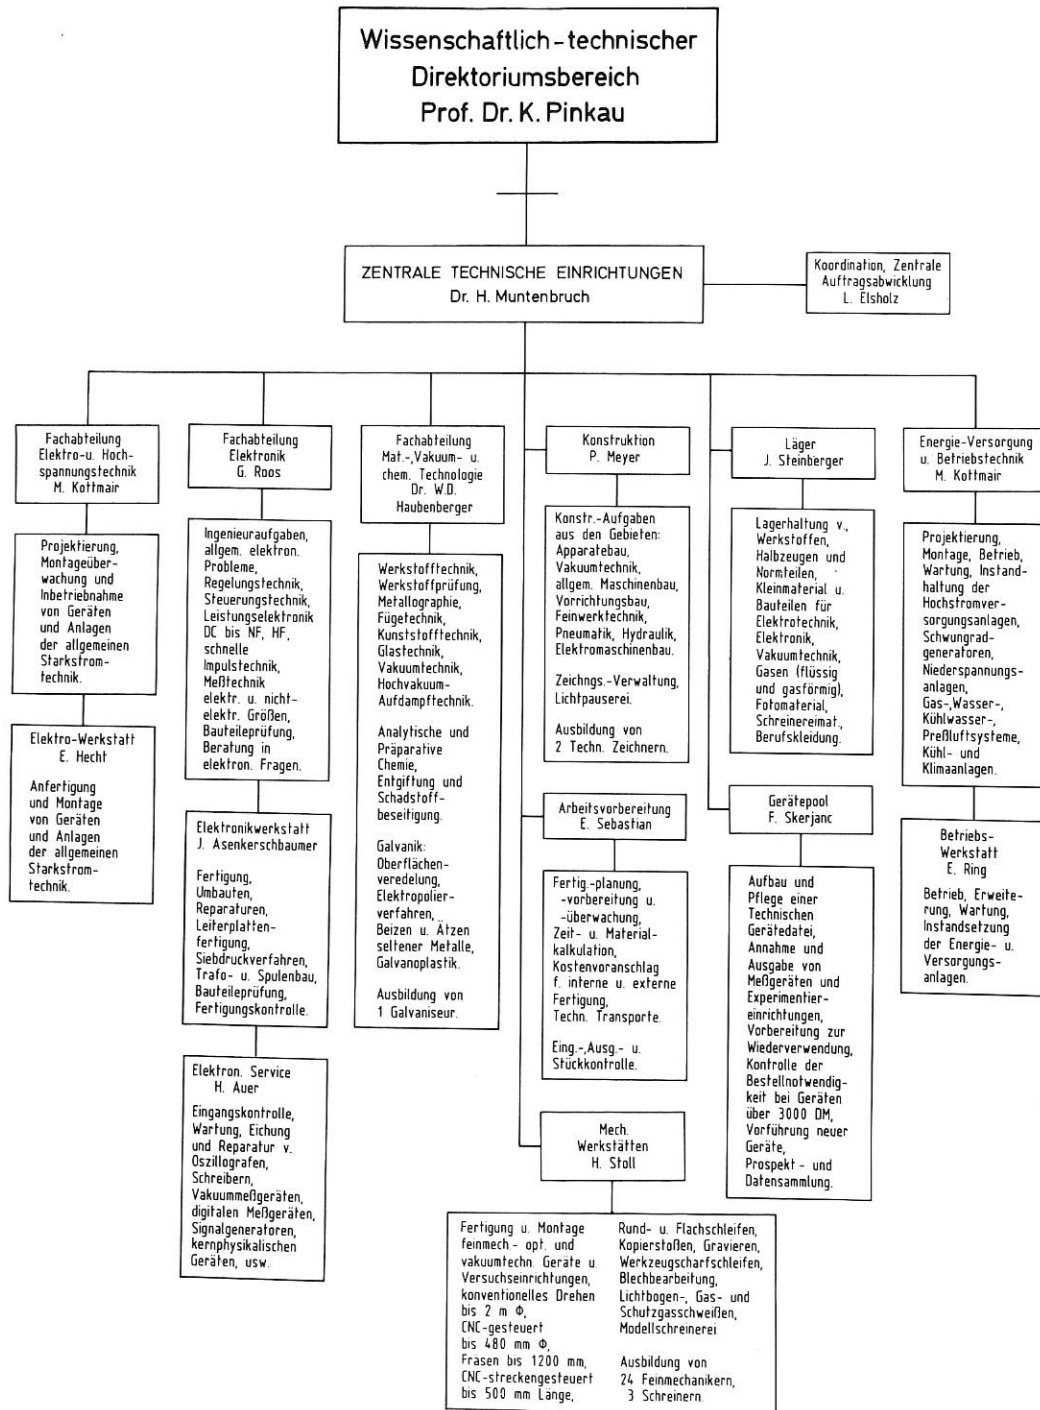 Wissenschaftlich-technischer
Direktoriumsbereich
Prof. Dr. K. Pinkau
ZENTRALE TECHNISCHE EINRICHTUNGEN
Dr. H. Muntenbruch
Koordination, Zentrale
Auftragsabwicklung
L. Elsholz
Fachabteilung
Elektro-u. Hoch-
spannungstechnik
M. Kottmair
Projektierung,
Montageüber-
wachung und
Inbetriebnahme
von Geräten
und Anlagen
der allgemeinen
Starkstrom-
technik.
Elektro-Werkstatt
E. Hecht
Anfertigung
und Montage
von Geräten
und Anlagen
der allgemeinen
Starkstrom-
technik.
Fachabteilung
Elektronik
G. Roos
Ingenieuraufgaben,
allgem. elektron.
Probleme,
Regelungstechnik,
Steuerungstechnik,
Leistungselektronik
DC bis NF, HF,
schnelle
Impulstechnik,
Meßtechnik
elektr. u. nicht-
elektr. Größen,
Bauteileprüfung,
Beratung in
elektron. Fragen.
Elektronikwerkstatt
J. Asenkerschbaumer
Fertigung,
Umbauten,
Reparaturen,
Leiterplatten-
fertigung,
Siebdruckverfahren,
Trafo- u. Spulenbau,
Bauteileprüfung,
Fertigungskontrolle.
Elektron. Service
H. Auer
Eingangskontrolle,
Wartung, Eichung
und Reparatur v.
Oszillografen,
Schreibern,
Vakuummeßgeräten,
digitalen Meßgeräten,
Signalgeneratoren,
kernphysikalischen
Geräten, usw.
Fachabteilung
Mat.-,Vakuum- u.
chem. Technologie
Dr. W.D.
Haubenberger
Werkstofftechnik,
Werkstoffprüfung,
Metallographie,
Fügetechnik,
Kunststofftechnik,
Glastechnik,
Vakuumtechnik,
Hochvakuum-
Aufdampftechnik.
Analytische und
Präparative
Chemie,
Entgiftung und
Schadstoff-
beseitigung.
Galvanik:
Oberflächen-
veredelung,
Elektropolier-
verfahren,
Beizen u. Ätzen
seltener Metalle,
Galvanoplastik.
Ausbildung von
1 Galvaniseur.
Konstruktion
P. Meyer
Konstr.-Aufgaben
aus den Gebieten:
Apparatebau,
Vakuumtechnik,
allgem. Maschinenbau,
Vorrichtungsbau,
Feinwerktechnik,
Pneumatik, Hydraulik,
Elektromaschinenbau.
Zeichngs.-Verwaltung,
Lichtpauserei.
Ausbildung von
2 Techn. Zeichnern.
Arbeitsvorbereitung
E. Sebastian
Fertig.-planung,
-vorbereitung u.
-überwachung,
Zeit- u. Material-
kalkulation,
Kostenvoranschlag
f. interne u. externe
Fertigung,
Techn. Transporte.
Eing.-,Ausg.- u.
Stückkontrolle.
Mech.
Werkstätten
H. Stoll
Fertigung u. Montage
feinmech.- opt. und
vakuumtechn. Geräte u.
Versuchseinrichtungen,
konventionelles Drehen
bis 2 m Φ,
CNC-gesteuert
bis 480 mm Φ,
Fräsen bis 1200 mm,
CNC-streckengesteuert
bis 500 mm Länge,
Rund- u. Flachschleifen,
Kopierstoßen, Gravieren,
Werkzeugscharfschleifen,
Blechbearbeitung,
Lichtbogen-, Gas- und
Schutzgasschweißen,
Modellschreinerei
Ausbildung von
24 Feinmechanikern,
3 Schreinern.
Läger
J. Steinberger
Lagerhaltung v.,
Werkstoffen,
Halbzeugen und
Normteilen,
Kleinmaterial u.
Bauteilen für
Elektrotechnik,
Elektronik,
Vakuumtechnik,
Gasen (flüssig
und gasförmig),
Fotomaterial,
Schreinereimat.,
Berufskleidung.
Gerätepool
F. Skerjanc
Aufbau und
Pflege einer
Technischen
Gerätedatei,
Annahme und
Ausgabe von
Meßgeräten und
Experimentier-
einrichtungen,
Vorbereitung zur
Wiederverwendung,
Kontrolle der
Bestellnotwendig-
keit bei Geräten
über 3000 DM,
Vorführung neuer
Geräte,
Prospekt- und
Datensammlung.
Energie-Versorgung
u. Betriebstechnik
M. Kottmair
Projektierung,
Montage, Betrieb,
Wartung, Instand-
haltung der
Hochstromver-
sorgungsanlagen,
Schwungrad-
generatoren,
Niederspannungs-
anlagen,
Gas-,Wasser-,
Kühlwasser-,
Preßluftsysteme,
Kühl- und
Klimaanlagen.
Betriebs-
Werkstatt
E. Ring
Betrieb, Erweite-
rung, Wartung,
Instandsetzung
der Energie- u.
Versorgungs-
anlagen.